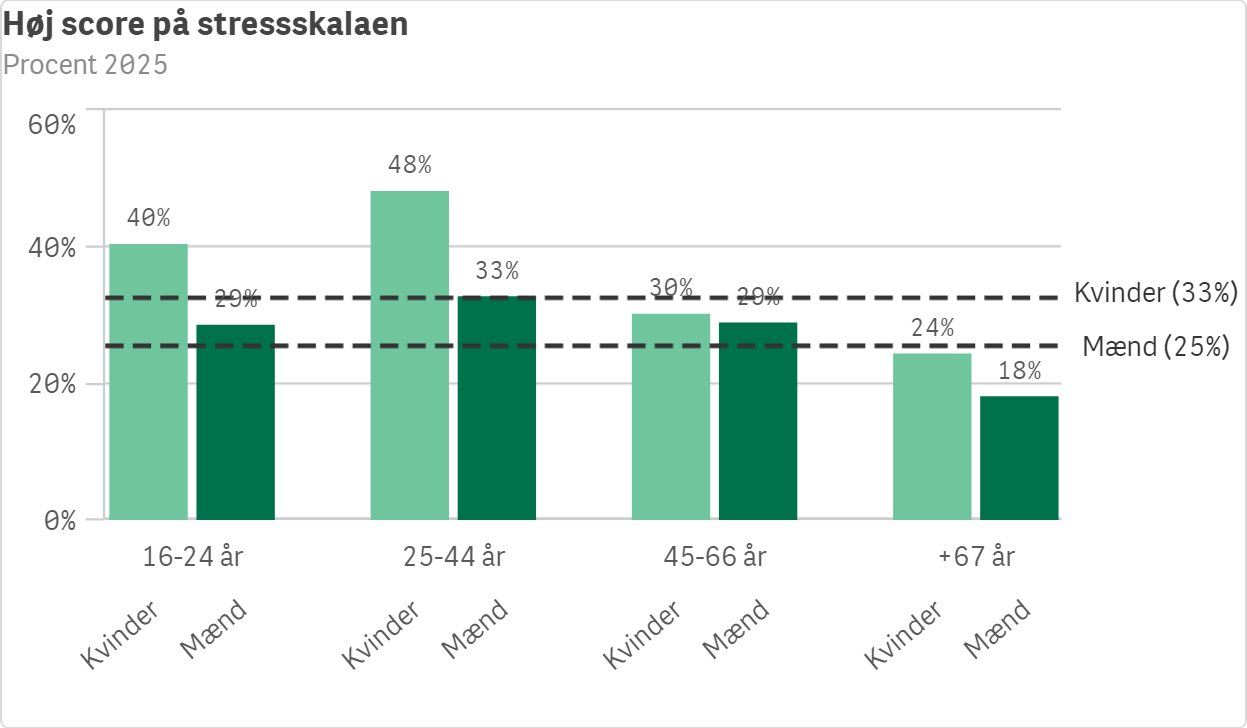 Høj score på stressskalaen
Procent 2025
60%
48%
40%
40%
33%
30%
29%
29%
Kvinder (33%)
24%
Mænd (25%)
18%
20%
0%
16-24 år
25-44 år
45-66 år
+67 år
Kvinder
Mænd
Kvinder
Mænd
Kvinder
Mænd
Kvinder
Mænd